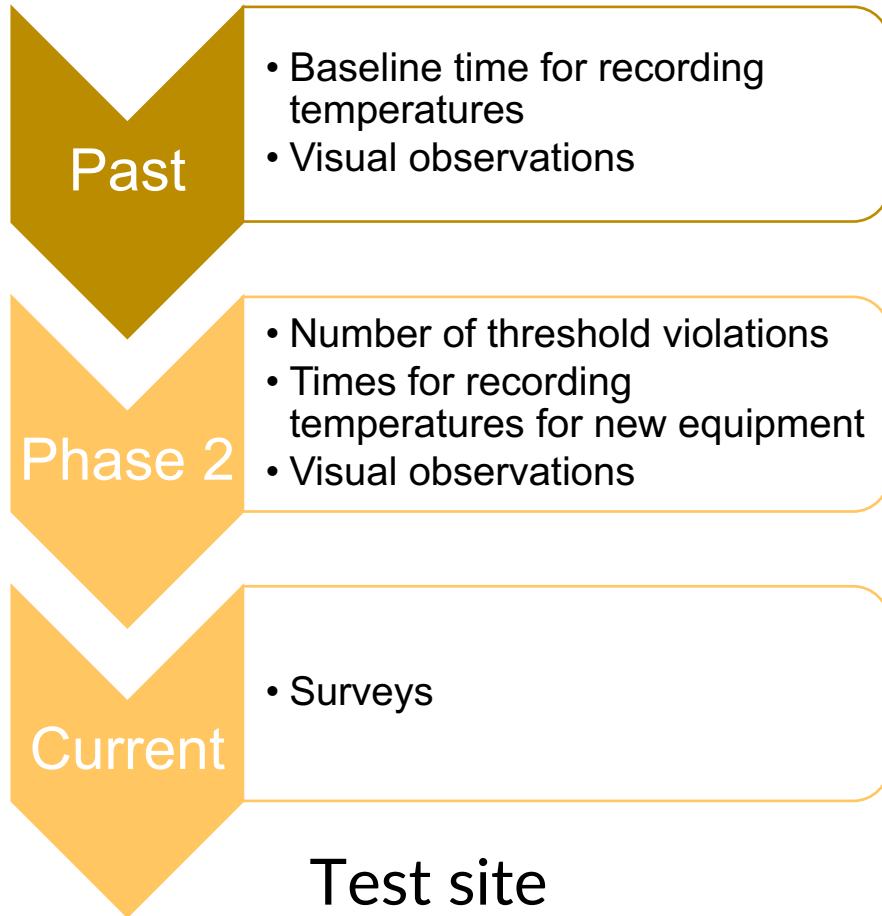 Past
• Baseline time for recording
temperatures
• Visual observations
Phase 2
• Number of threshold violations
• Times for recording
temperatures for new equipment
• Visual observations
Current
• Surveys
Test site